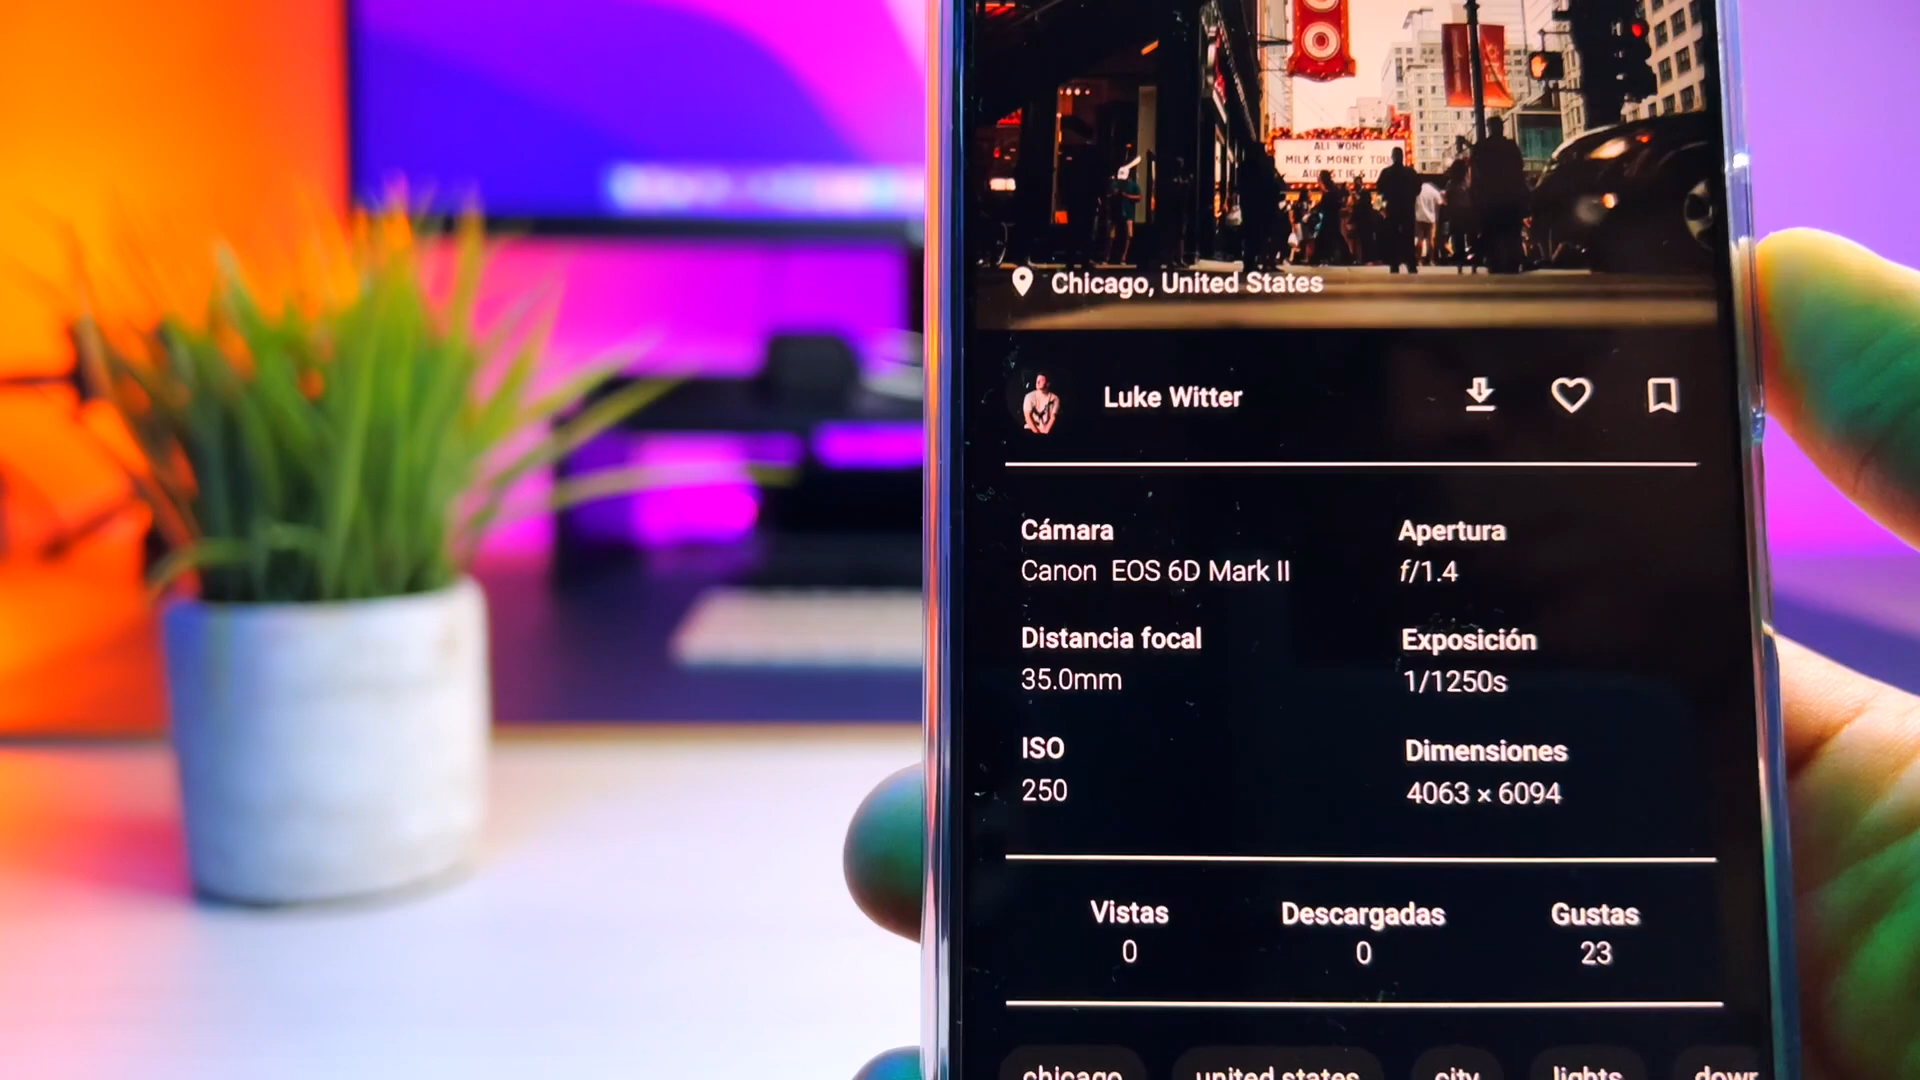 ALI WONG
MILK & MONEY TOU
AUGUST 16 & 17
Chicago, United States
Luke Witter
Cámara
Canon EOS 6D Mark II
Apertura
f/1.4
Distancia focal
35.0mm
Exposición
1/1250s
ISO
250
Dimensiones
4063 × 6094
Vistas
0
Descargadas
0
Gustas
23
chicago
united states
city
lights
dowr